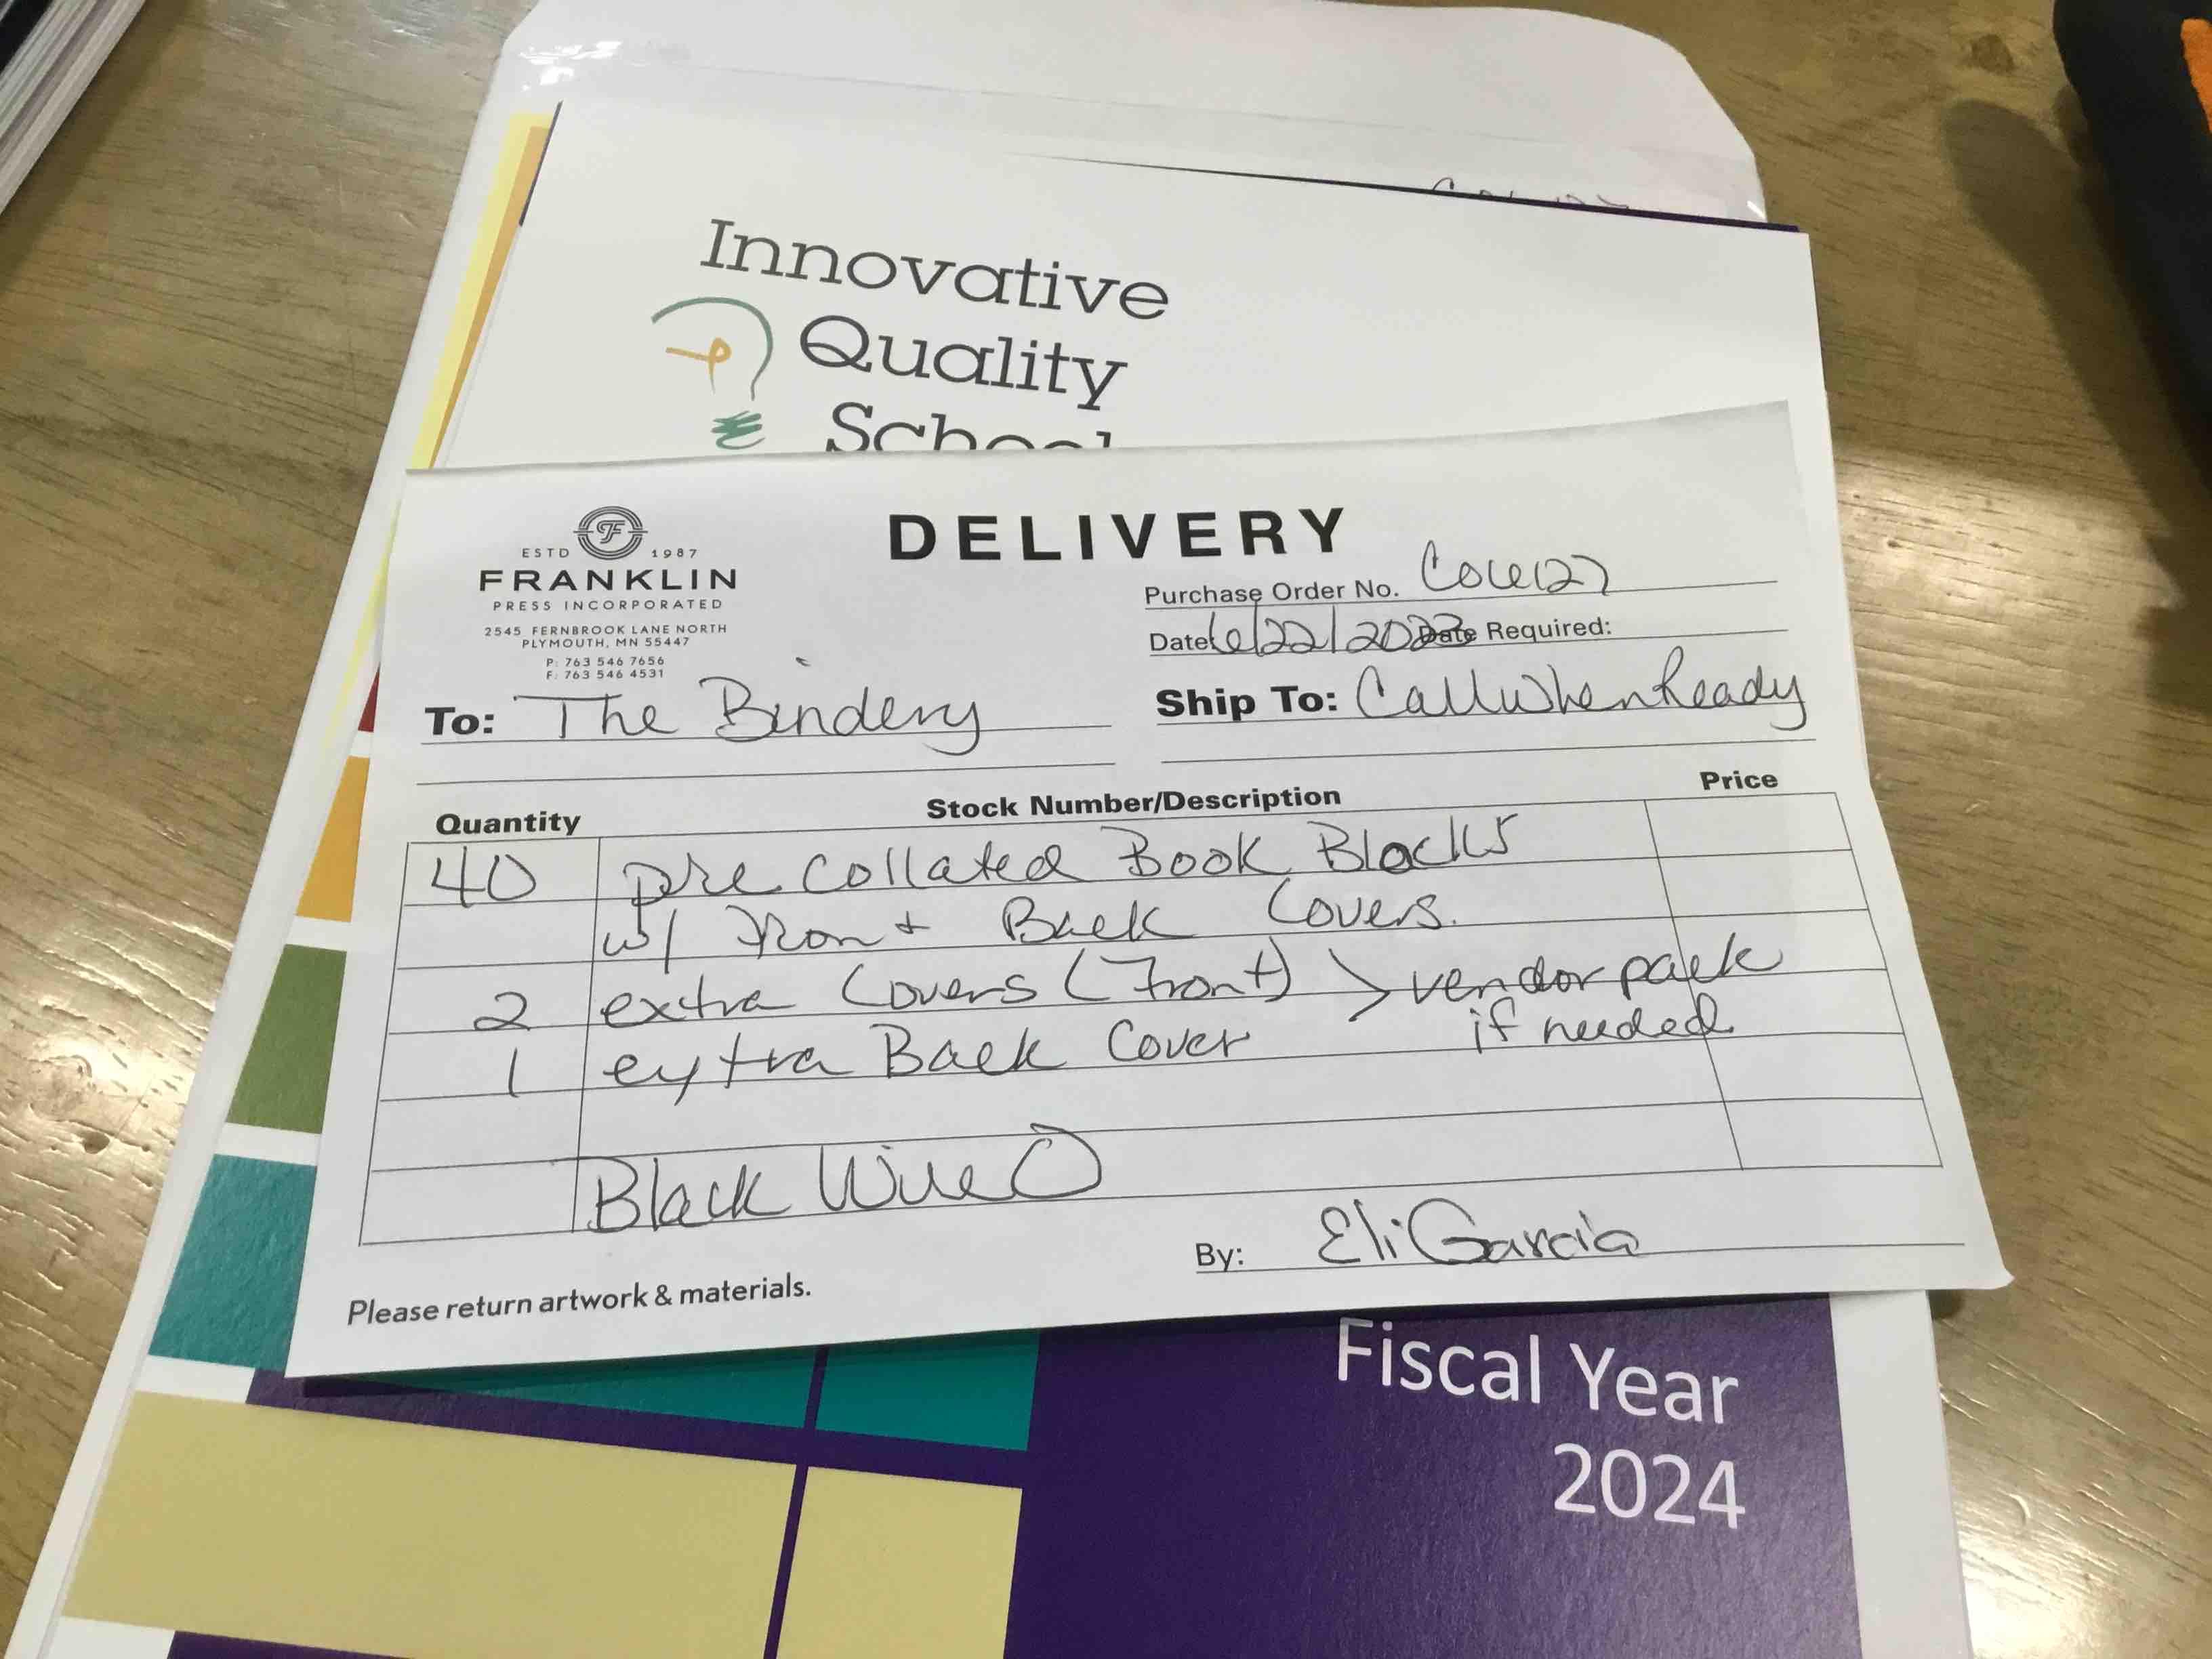 Innovative
Quality
School
DELIVERY
ESTD 1987
FRANKLIN
PRESS INCORPORATED
2545 FERNBROOK LANE NORTH
PLYMOUTH, MN 55447
P: 763 546 7656
F: 763 546 4531
Purchase Order No.
Date 6/22/2023 Date Required:
To: The Bindery
Ship To: Call When Ready
Quantity Stock Number/Description Price
40 pre collated Book Blocks
w/ Front Back Covers.
2 extra Covers (Front) > vendor pack
if needed
1 extra Back Cover
Black Wire O
By: Eli Garcia
Please return artwork & materials.
Fiscal Year
2024